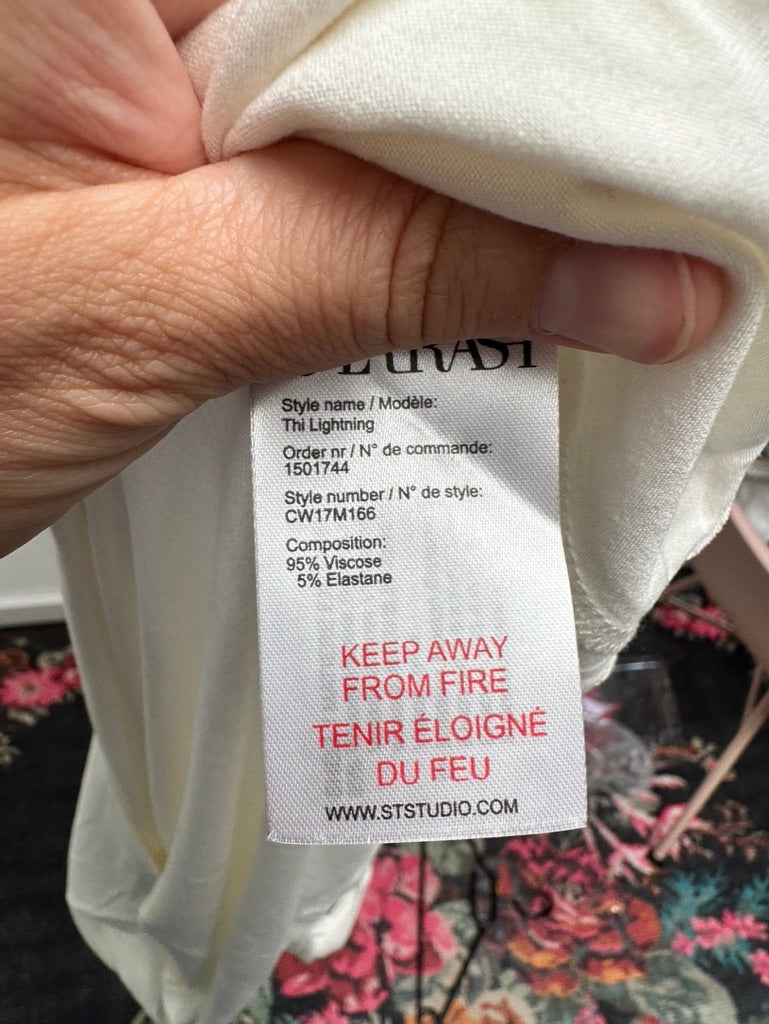 Style name / Modèle:
Thi Lightning
Order nr / N° de commande:
1501744
Style number / N° de style:
CW17M166
Composition:
95% Viscose
5% Elastane
KEEP AWAY
FROM FIRE
TENIR ÉLOIGNÉ
DU FEU
WWW.STSTUDIO.COM